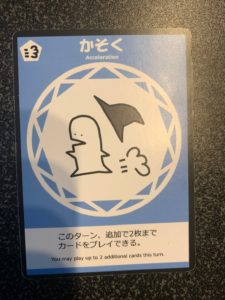 3
かそく
Acceleration
このターン、追加で2枚まで
カードをプレイできる。
You may play up to 2 additional cards this turn.